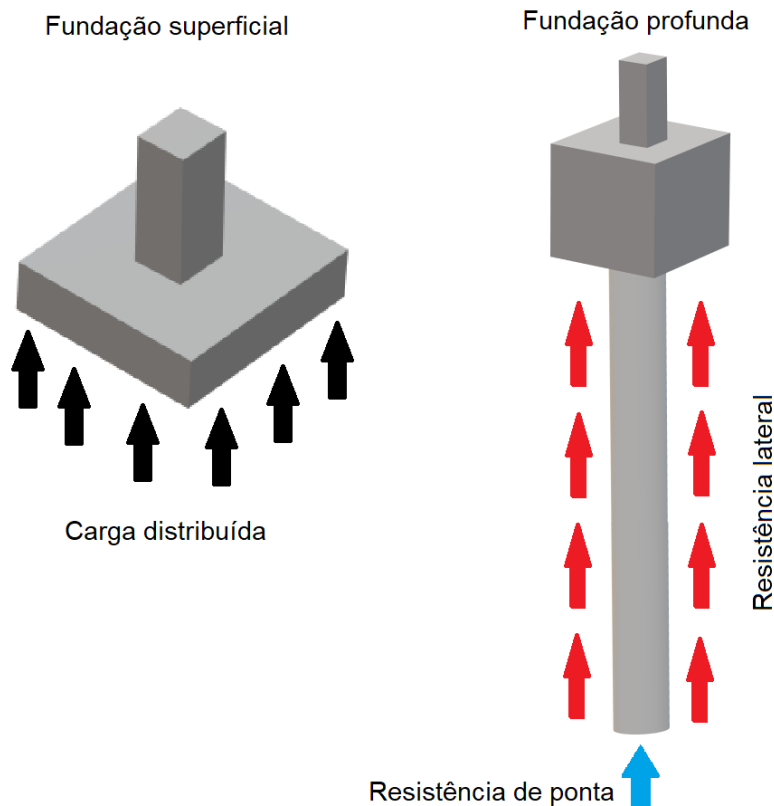 Fundação superficial
Fundação profunda
Carga distribuída
Resistência lateral
Resistência de ponta